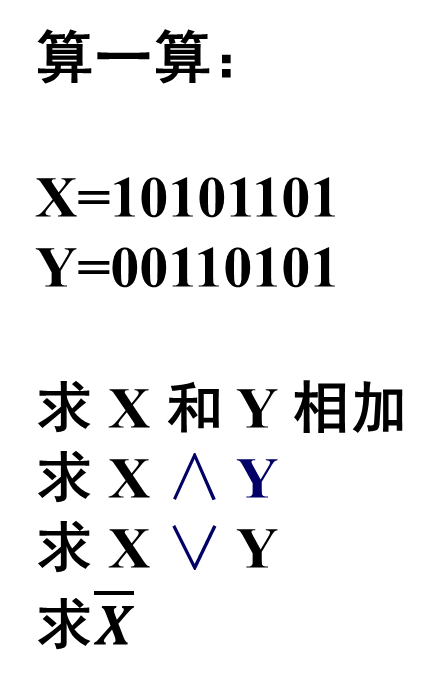 算一算：
X=10101101
Y=00110101
求 X 和 Y 相加
求 X ∧ Y
求 X ∨ Y
求X̅